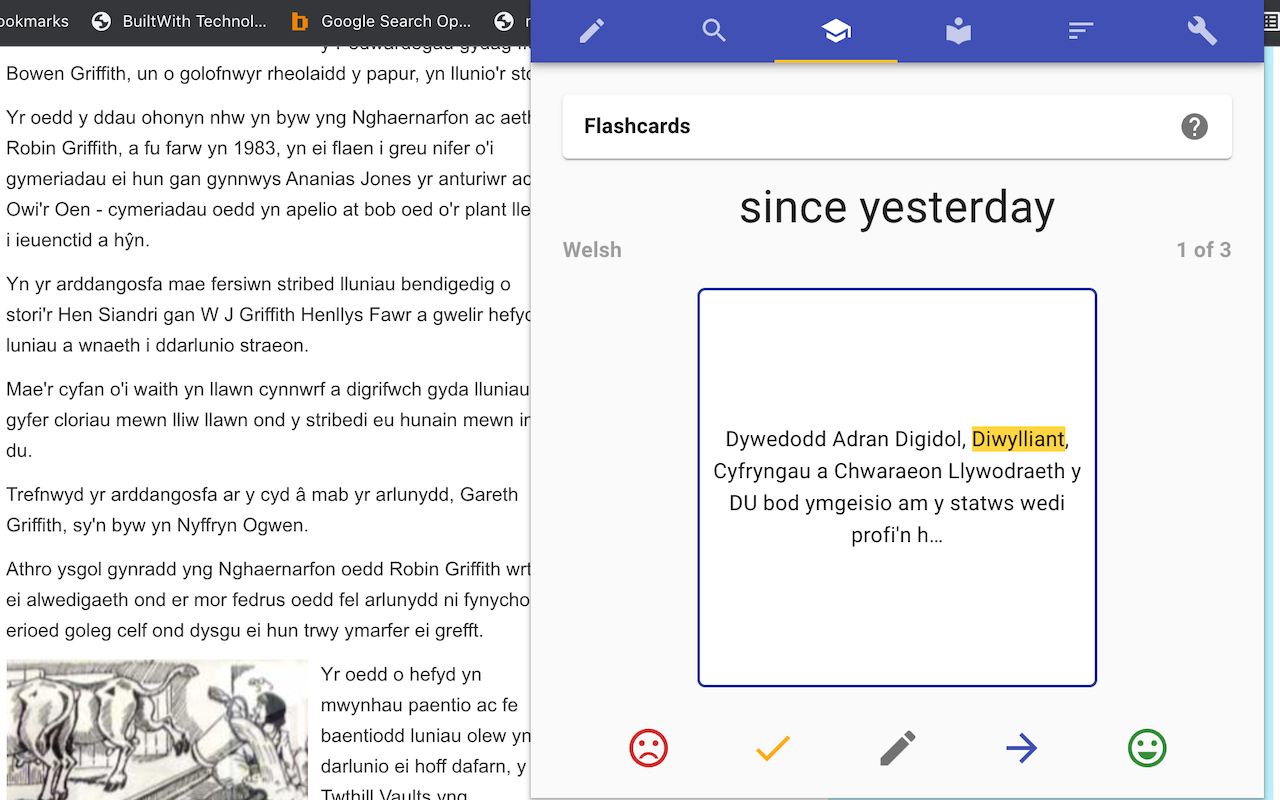 ookmarks BuiltWith Technol... Google Search Op...
Bowen Griffith, un o golofnwyr rheolaidd y papur, yn llunio'r
Yr oedd y ddau ohonyn nhw yn byw yng Nghaernarfon ac aeth
Robin Griffith, a fu farw yn 1983, yn ei flaen i greu nifer o'i
gymeriadau ei hun gan gynnwys Ananias Jones yr anturiwr ac
Owi'r Oen - cymeriadau oedd yn apelio at bob oed o'r plant lle
i ieuenctid a hŷn.
Yn yr arddangosfa mae fersiwn stribed lluniau bendigedig o
stori'r Hen Siandri gan W J Griffith Henllys Fawr a gwelir hefyd
luniau a wnaeth i ddarlunio straeon.
Mae'r cyfan o'i waith yn llawn cynnwrf a digrifwch gyda lluniau
gyfer cloriau mewn lliw llawn ond y stribedi eu hunain mewn
du.
Trefnwyd yr arddangosfa ar y cyd â mab yr arlunydd, Gareth
Griffith, sy'n byw yn Nyffryn Ogwen.
Athro ysgol gynradd yng Nghaernarfon oedd Robin Griffith wrt
ei alwedigaeth ond er mor fedrus oedd fel arlunydd ni fynycho
erioed goleg celf ond dysgu ei hun trwy ymarfer ei grefft.
Yr oedd o hefyd yn
mwynhau paentio ac fe
baentiodd luniau olew yn
darlunio ei hoff dafarn, y
Twthill Vaults yng
Flashcards
since yesterday
Welsh 1 of 3
Dywedodd Adran Digidol, Diwylliant,
Cyfryngau a Chwaraeon Llywodraeth y
DU bod ymgeisio am y statws wedi
profi'n h...